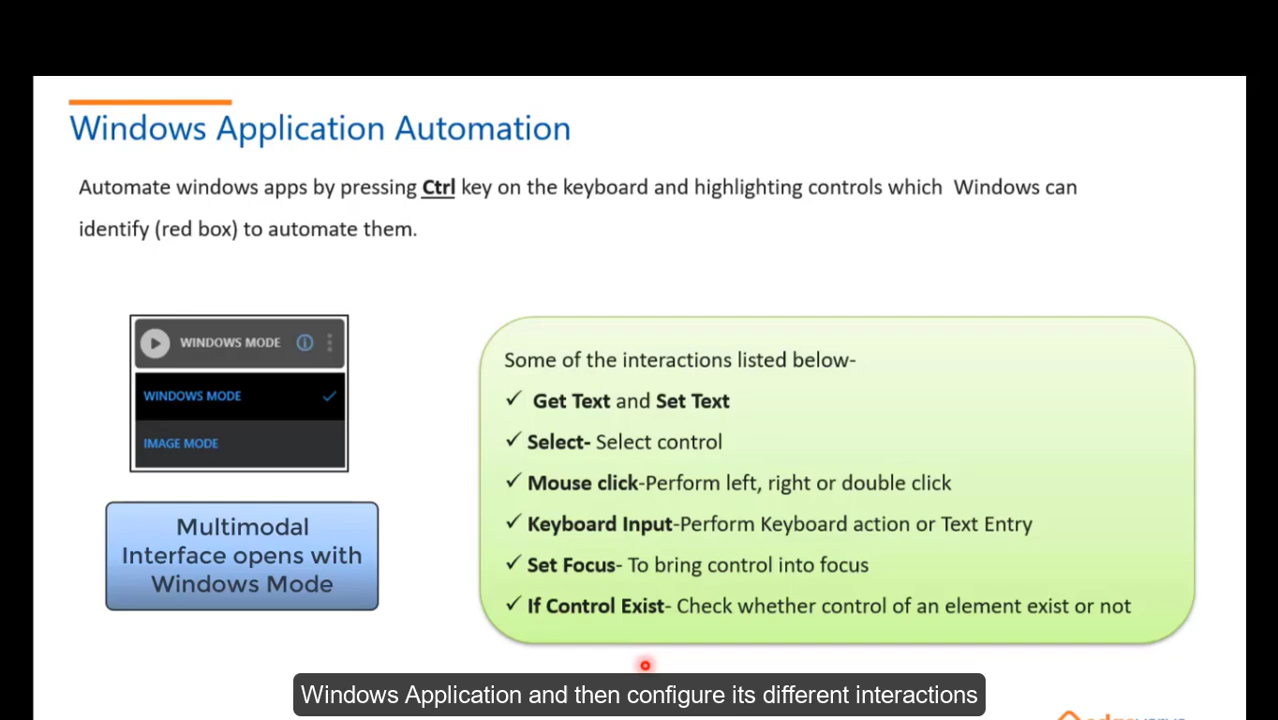 Windows Application Automation
Automate windows apps by pressing Ctrl key on the keyboard and highlighting controls which Windows can
identify (red box) to automate them.
WINDOWS MODE
WINDOWS MODE
IMAGE MODE
Multimodal
Interface opens with
Windows Mode
Some of the interactions listed below-
✓ Get Text and Set Text
✓ Select- Select control
✓ Mouse click-Perform left, right or double click
✓ Keyboard Input-Perform Keyboard action or Text Entry
✓ Set Focus- To bring control into focus
✓ If Control Exist- Check whether control of an element exist or not
Windows Application and then configure its different interactions